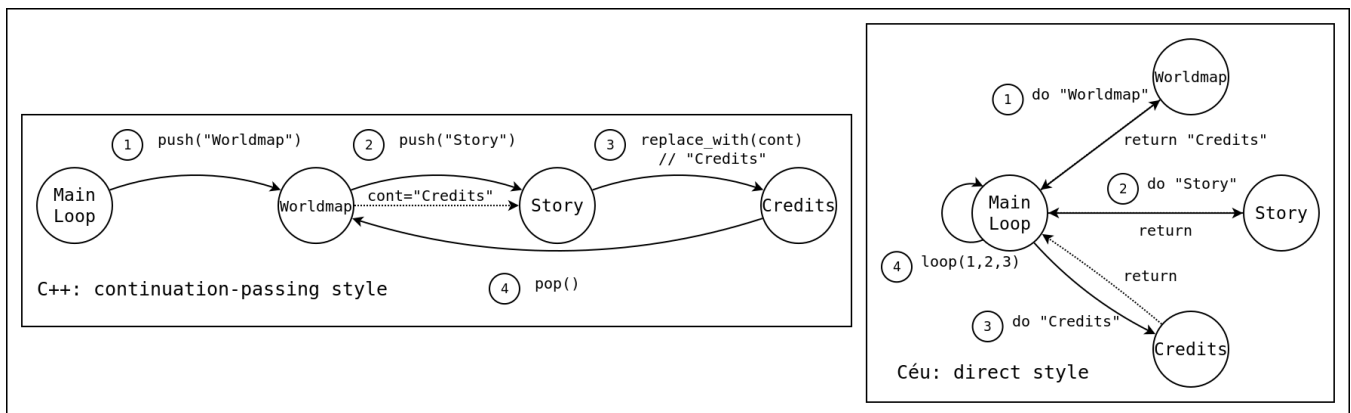 1 push("Worldmap")
2 push("Story")
3 replace_with(cont)
// "Credits"
Main
Loop
Worldmap
cont="Credits"
Story
Credits
4 pop()
C++: continuation-passing style
Worldmap
1 do "Worldmap"
return "Credits"
2 do "Story"
Main
Loop
Story
return
4 loop(1,2,3)
return
3 do "Credits"
Credits
Céu: direct style